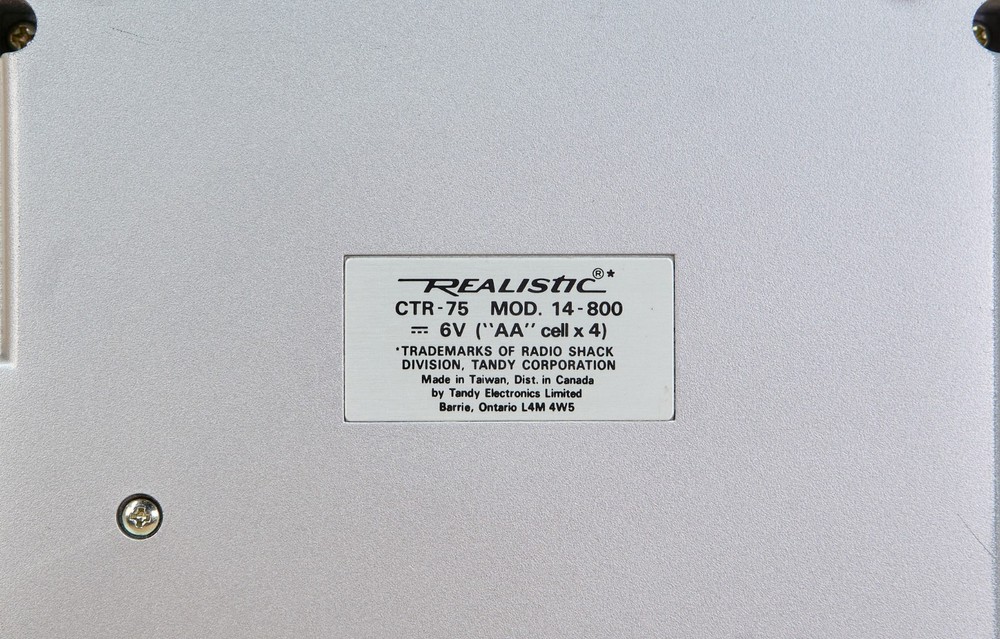 REALISTIC®*
CTR-75 MOD. 14-800
⎓ 6V ("AA" cell x 4)
*TRADEMARKS OF RADIO SHACK
DIVISION, TANDY CORPORATION
Made in Taiwan, Dist. in Canada
by Tandy Electronics Limited
Barrie, Ontario L4M 4W5